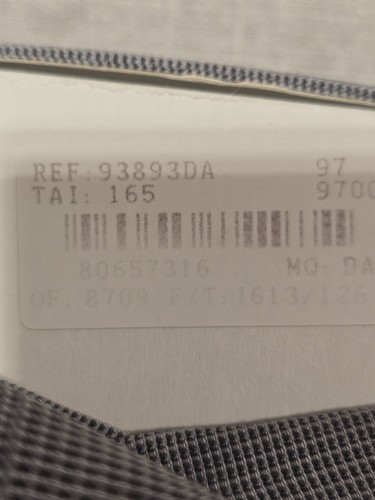 REF:93893DA 97
TAI: 165 9700
80657316 MQ: DA
OF: 8709 F/T:1613/126